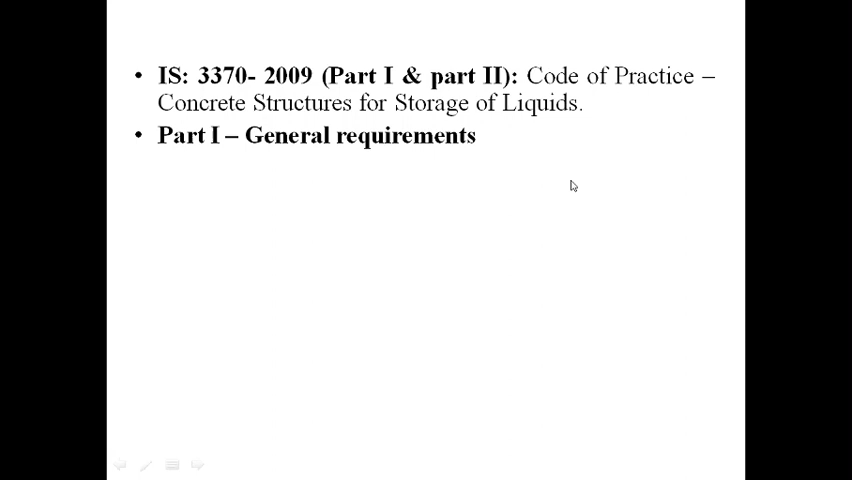 • IS: 3370- 2009 (Part I & part II): Code of Practice –
Concrete Structures for Storage of Liquids.
• Part I – General requirements